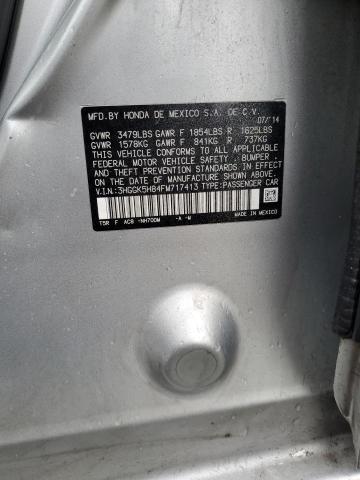 MFD.BY HONDA DE MEXICO S.A. DE C.V.
07/14
GVWR 3479LBS GAWR F 1854LBS R 1625LBS
GVWR 1578KG GAWR F 841KG R 737KG
THIS VEHICLE CONFORMS TO ALL APPLICABLE
FEDERAL MOTOR VEHICLE SAFETY , BUMPER ,
AND THEFT PREVENTION STANDARDS IN EFFECT
ON THE DATE OF MANUFACTURE SHOWN ABOVE.
V.I.N:3HGGK5H84FM717413 TYPE:PASSENGER CAR
T5R F AC8 -NH700M -A -M
MADE IN MEXICO